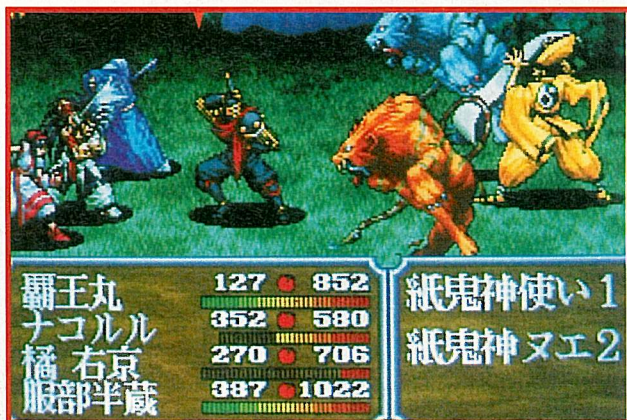 覇王丸 127 852
ナコルル 352 580
橘 右京 270 706
服部半蔵 387 1022
紙鬼神使い1
紙鬼神ヌエ2